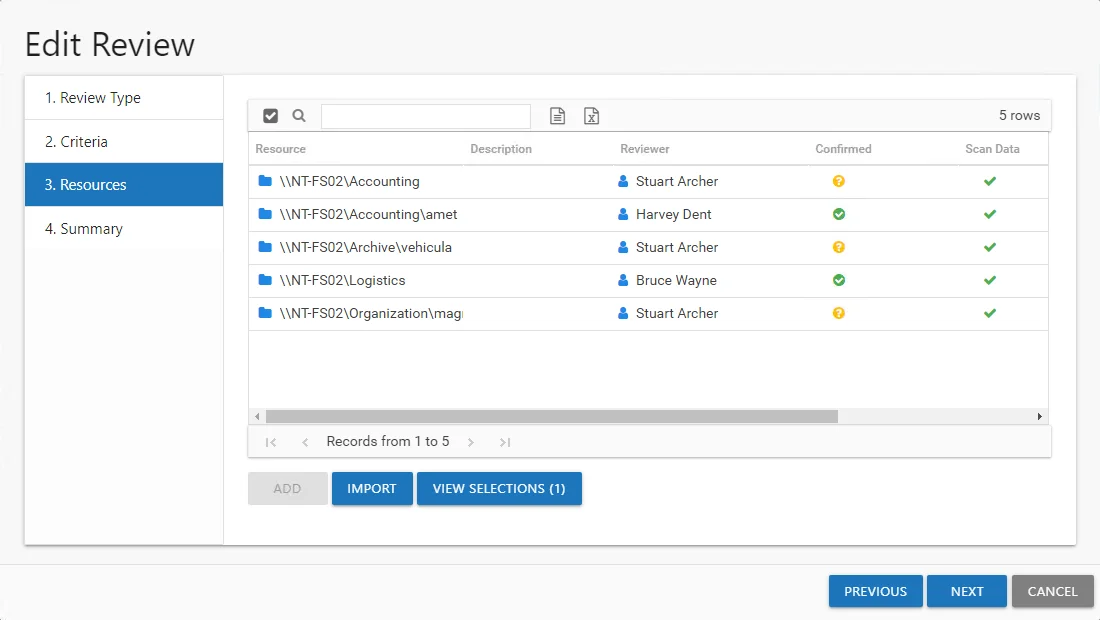 Edit Review
1. Review Type
2. Criteria
3. Resources
4. Summary
5 rows
Resource Description Reviewer Confirmed Scan Data
\\NT-FS02\Accounting Stuart Archer
\\NT-FS02\Accounting\amet Harvey Dent
\\NT-FS02\Archive\vehicula Stuart Archer
\\NT-FS02\Logistics Bruce Wayne
\\NT-FS02\Organization\mag Stuart Archer
Records from 1 to 5
ADD IMPORT VIEW SELECTIONS (1)
PREVIOUS NEXT CANCEL